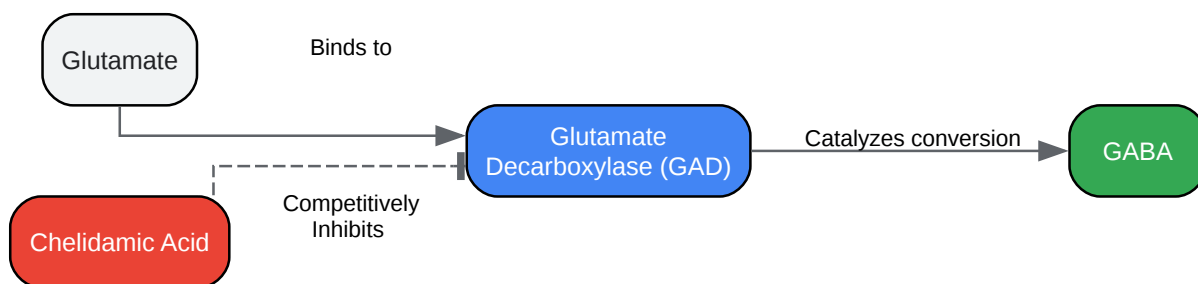 Glutamate
Binds to
Glutamate
Decarboxylase (GAD)
Catalyzes conversion
GABA
Competitively
Inhibits
Chelidamic Acid